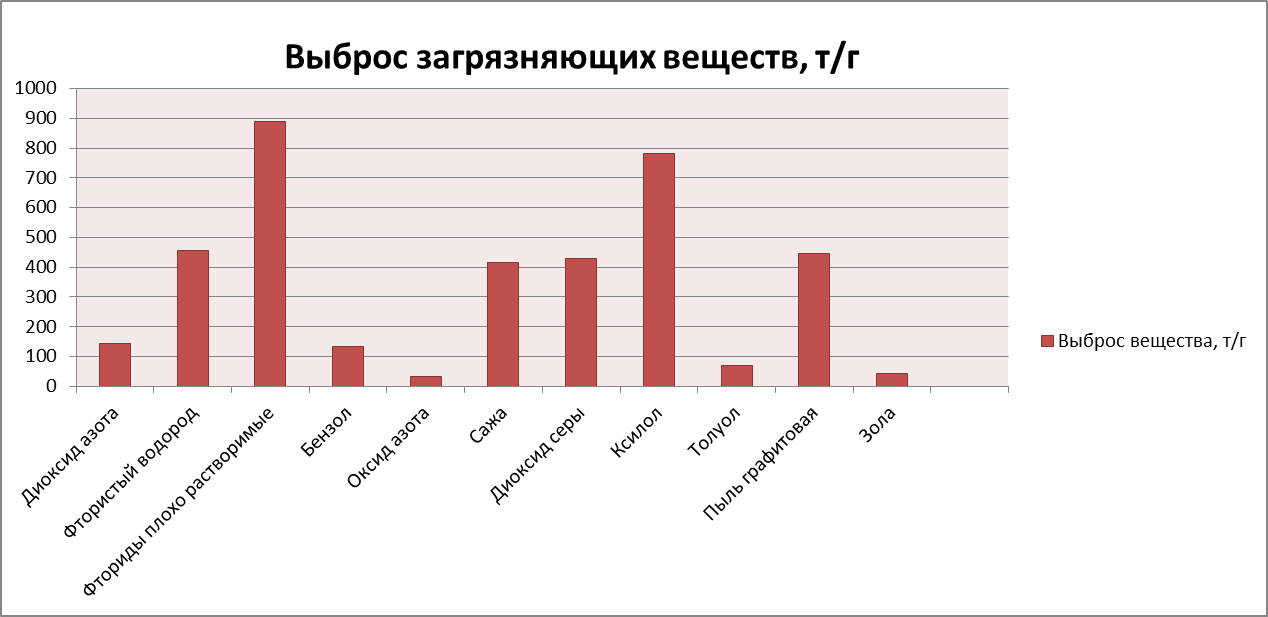 Выброс загрязняющих веществ, т/г
1000
900
800
700
600
500
400
300
200
100
0
Диоксид азота
Фтористый водород
Фториды плохо растворимые
Бензол
Оксид азота
Сажа
Диоксид серы
Ксилол
Толуол
Пыль графитовая
Зола
Выброс вещества, т/г